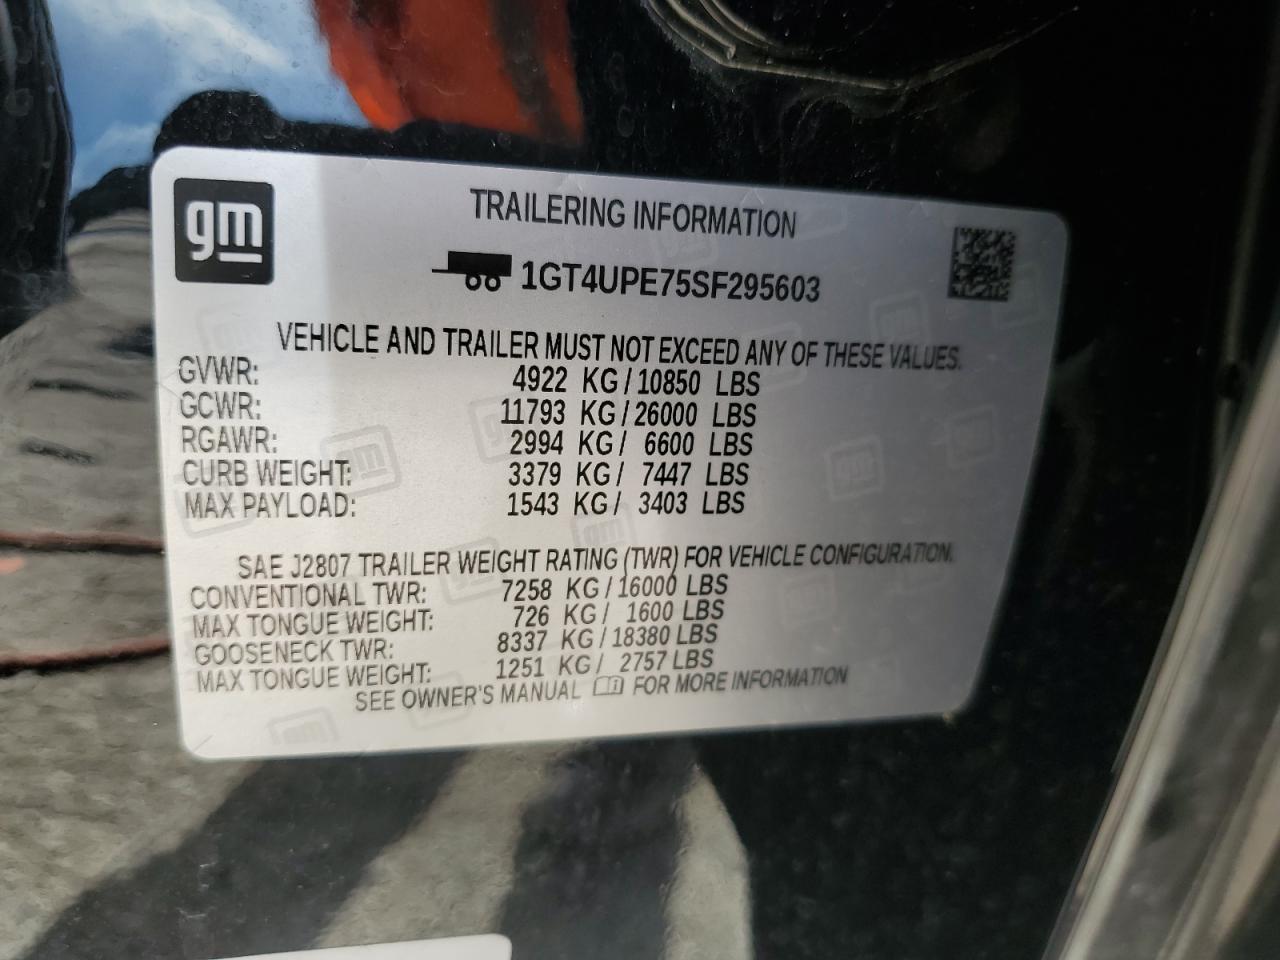 gm
TRAILERING INFORMATION
1GT4UPE75SF295603
VEHICLE AND TRAILER MUST NOT EXCEED ANY OF THESE VALUES.
GVWR: 4922 KG/10850 LBS
GCWR: 11793 KG/26000 LBS
RGAWR: 2994 KG/ 6600 LBS
CURB WEIGHT: 3379 KG/ 7447 LBS
MAX PAYLOAD: 1543 KG/ 3403 LBS
SAE J2807 TRAILER WEIGHT RATING (TWR) FOR VEHICLE CONFIGURATION.
CONVENTIONAL TWR: 7258 KG/16000 LBS
MAX TONGUE WEIGHT: 726 KG/ 1600 LBS
GOOSENECK TWR: 8337 KG/18380 LBS
MAX TONGUE WEIGHT: 1251 KG/ 2757 LBS
SEE OWNER'S MANUAL FOR MORE INFORMATION